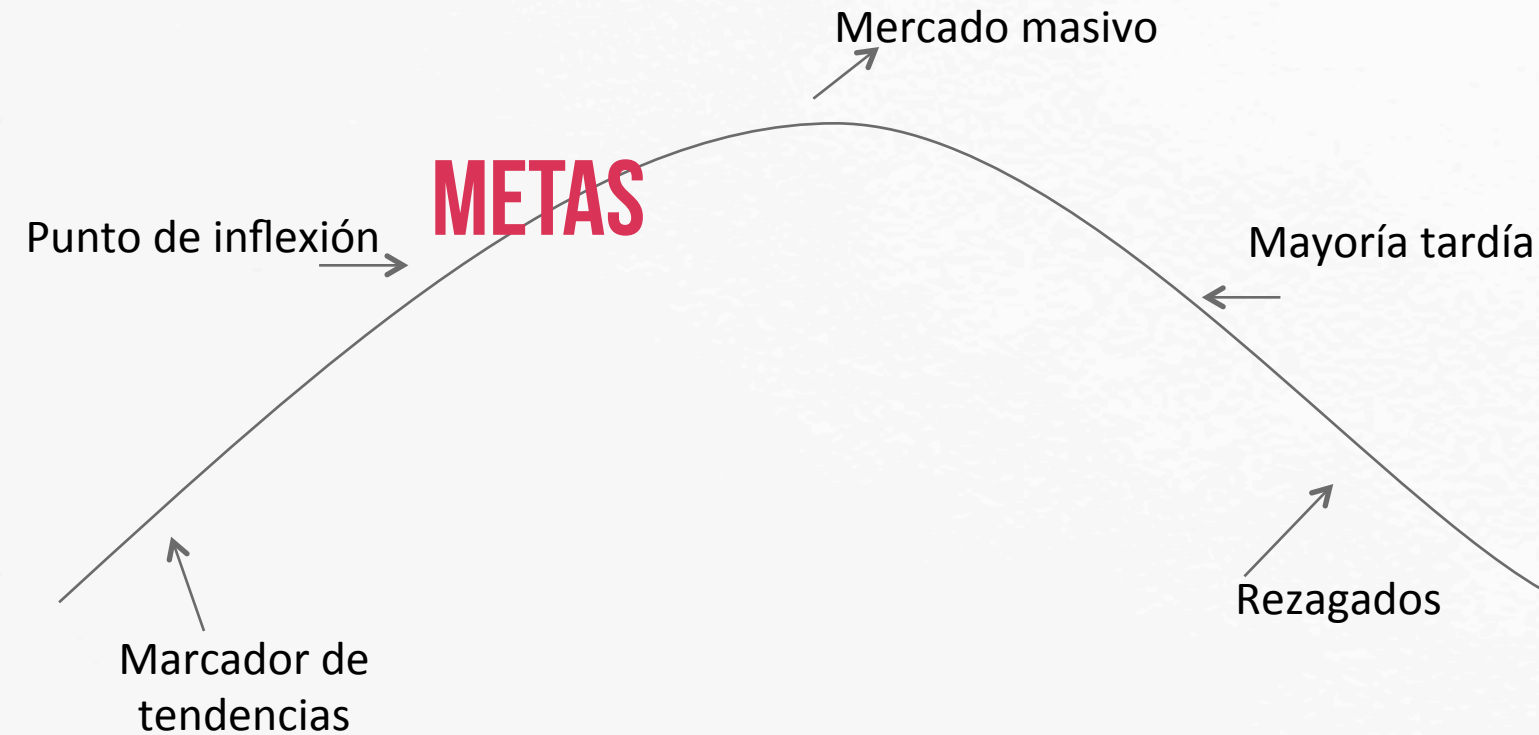 Mercado masivo
METAS
Punto de inflexión
Mayoría tardía
Rezagados
Marcador de
tendencias